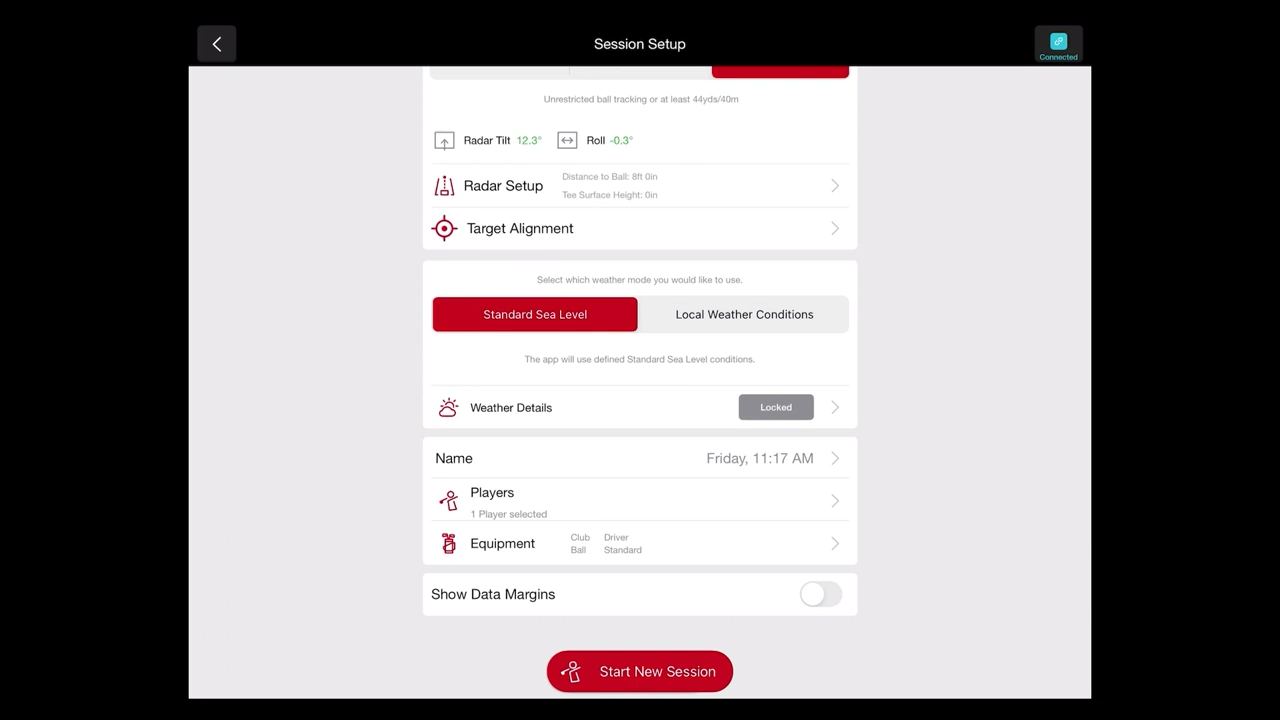 Session Setup
Connected
Unrestricted ball tracking or at least 44yds/40m
Radar Tilt 12.3° Roll -0.3°
Radar Setup
Distance to Ball: 8ft 0in
Tee Surface Height: 0in
Target Alignment
Select which weather mode you would like to use.
Standard Sea Level Local Weather Conditions
The app will use defined Standard Sea Level conditions.
Weather Details Locked
Name Friday, 11:17 AM
Players
1 Player selected
Equipment
Club Driver
Ball Standard
Show Data Margins
Start New Session